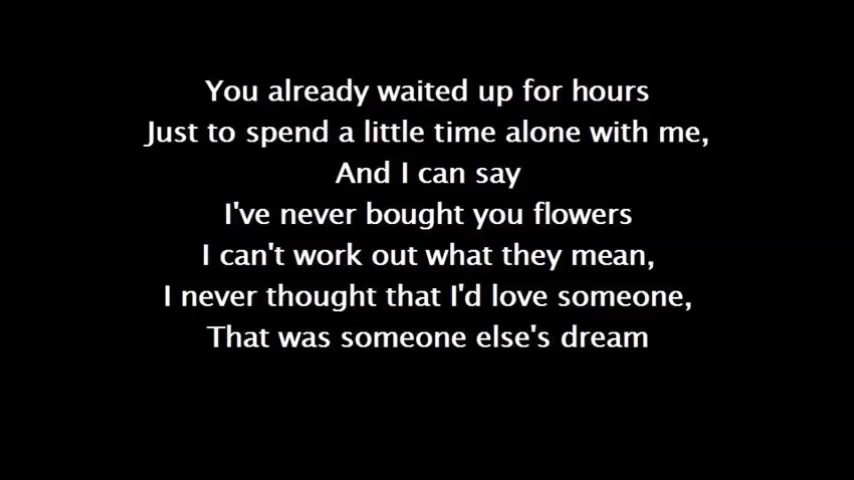 You already waited up for hours
Just to spend a little time alone with me,
And I can say
I've never bought you flowers
I can't work out what they mean,
I never thought that I'd love someone,
That was someone else's dream